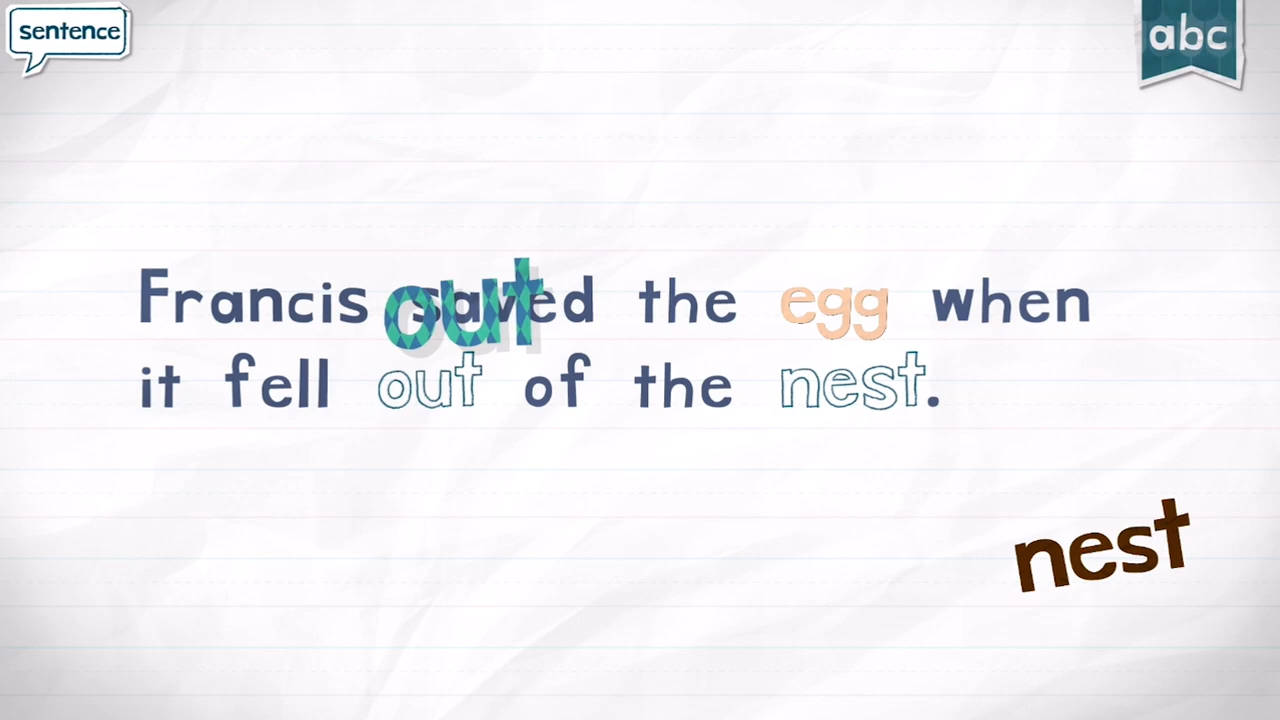 sentence
abc
Francis saved the egg when
out
it fell out of the nest.
nest